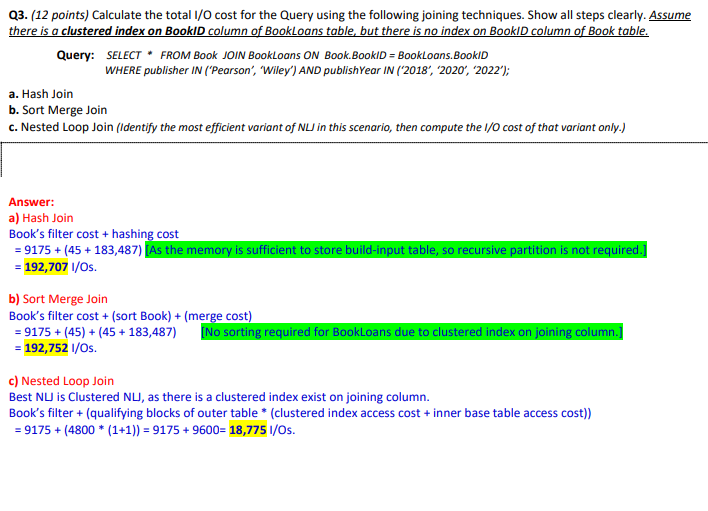 Q3. (12 points) Calculate the total I/O cost for the Query using the following joining techniques. Show all steps clearly. Assume
there is a clustered index on BookID column of BookLoans table, but there is no index on BookID column of Book table.
Query: SELECT * FROM Book JOIN BookLoans ON Book.BookID = BookLoans.BookID
WHERE publisher IN ('Pearson', 'Wiley') AND publishYear IN ('2018', '2020', '2022');
a. Hash Join
b. Sort Merge Join
c. Nested Loop Join (Identify the most efficient variant of NLJ in this scenario, then compute the I/O cost of that variant only.)
Answer:
a) Hash Join
Book's filter cost + hashing cost
= 9175 + (45 + 183,487) [As the memory is sufficient to store build-input table, so recursive partition is not required.]
= 192,707 I/Os.
b) Sort Merge Join
Book's filter cost + (sort Book) + (merge cost)
= 9175 + (45) + (45 + 183,487) [No sorting required for BookLoans due to clustered index on joining column.]
= 192,752 I/Os.
c) Nested Loop Join
Best NLJ is Clustered NLJ, as there is a clustered index exist on joining column.
Book's filter + (qualifying blocks of outer table * (clustered index access cost + inner base table access cost))
= 9175 + (4800 * (1+1)) = 9175 + 9600= 18,775 I/Os.